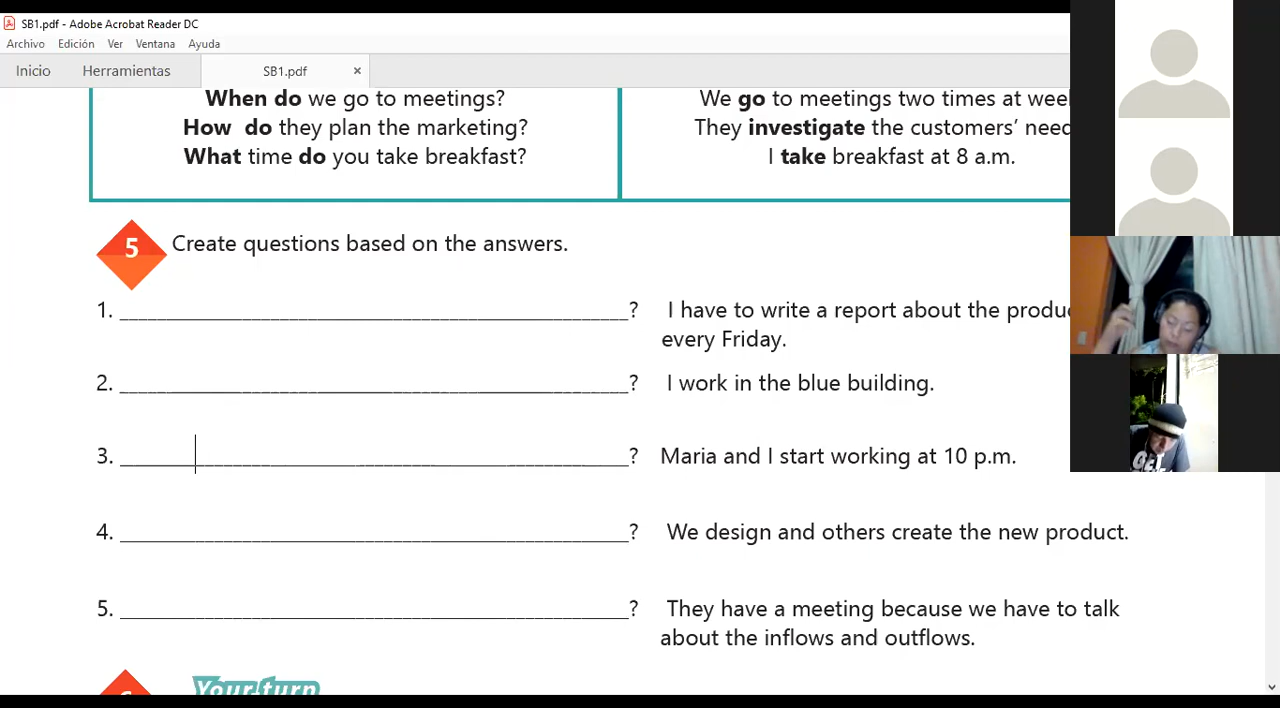 SB1.pdf - Adobe Acrobat Reader DC
Archivo Edición Ver Ventana Ayuda
Inicio Herramientas SB1.pdf ×
When do we go to meetings? We go to meetings two times at
How do they plan the marketing? They investigate the customers’
What time do you take breakfast? I take breakfast at 8 a.m.
5 Create questions based on the answers.
1. ? I have to write a report about the
every Friday.
2. ? I work in the blue building.
3. ? Maria and I start working at 10 p.m.
4. ? We design and others create the new product.
5. ? They have a meeting because we have to talk
about the inflows and outflows.
Your turn
GET